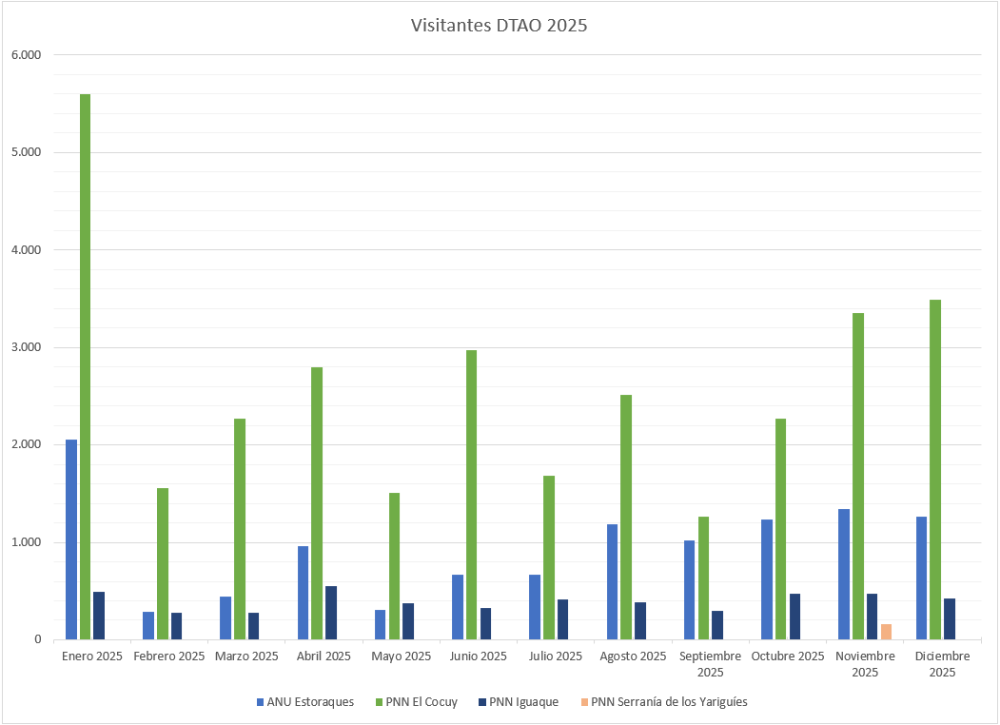 Visitantes DTAO 2025
6.000
5.000
4.000
3.000
2.000
1.000
0
Enero 2025 Febrero 2025 Marzo 2025 Abril 2025 Mayo 2025 Junio 2025 Julio 2025 Agosto 2025 Septiembre 2025 Octubre 2025 Noviembre 2025 Diciembre 2025
ANU Estoraques PNN El Cocuy PNN Iguaque PNN Serranía de los Yariguíes